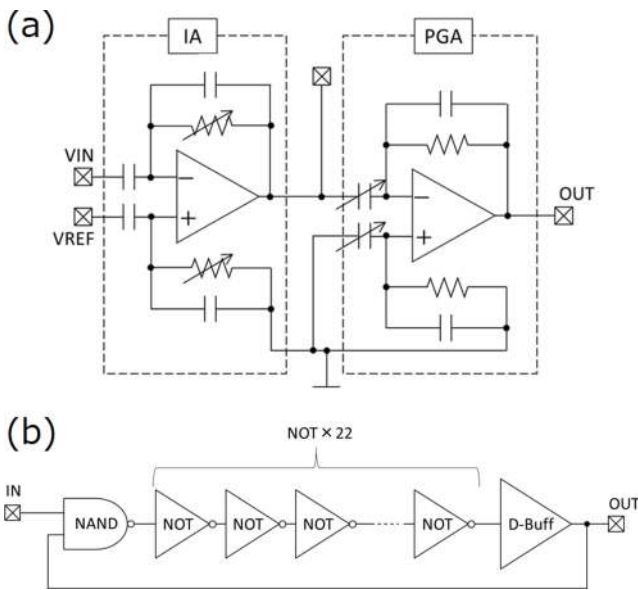 (a)
IA
PGA
VIN
VREF
−
+
−
+
OUT
(b)
NOT × 22
IN
NAND
NOT
NOT
NOT
NOT
D-Buff
OUT